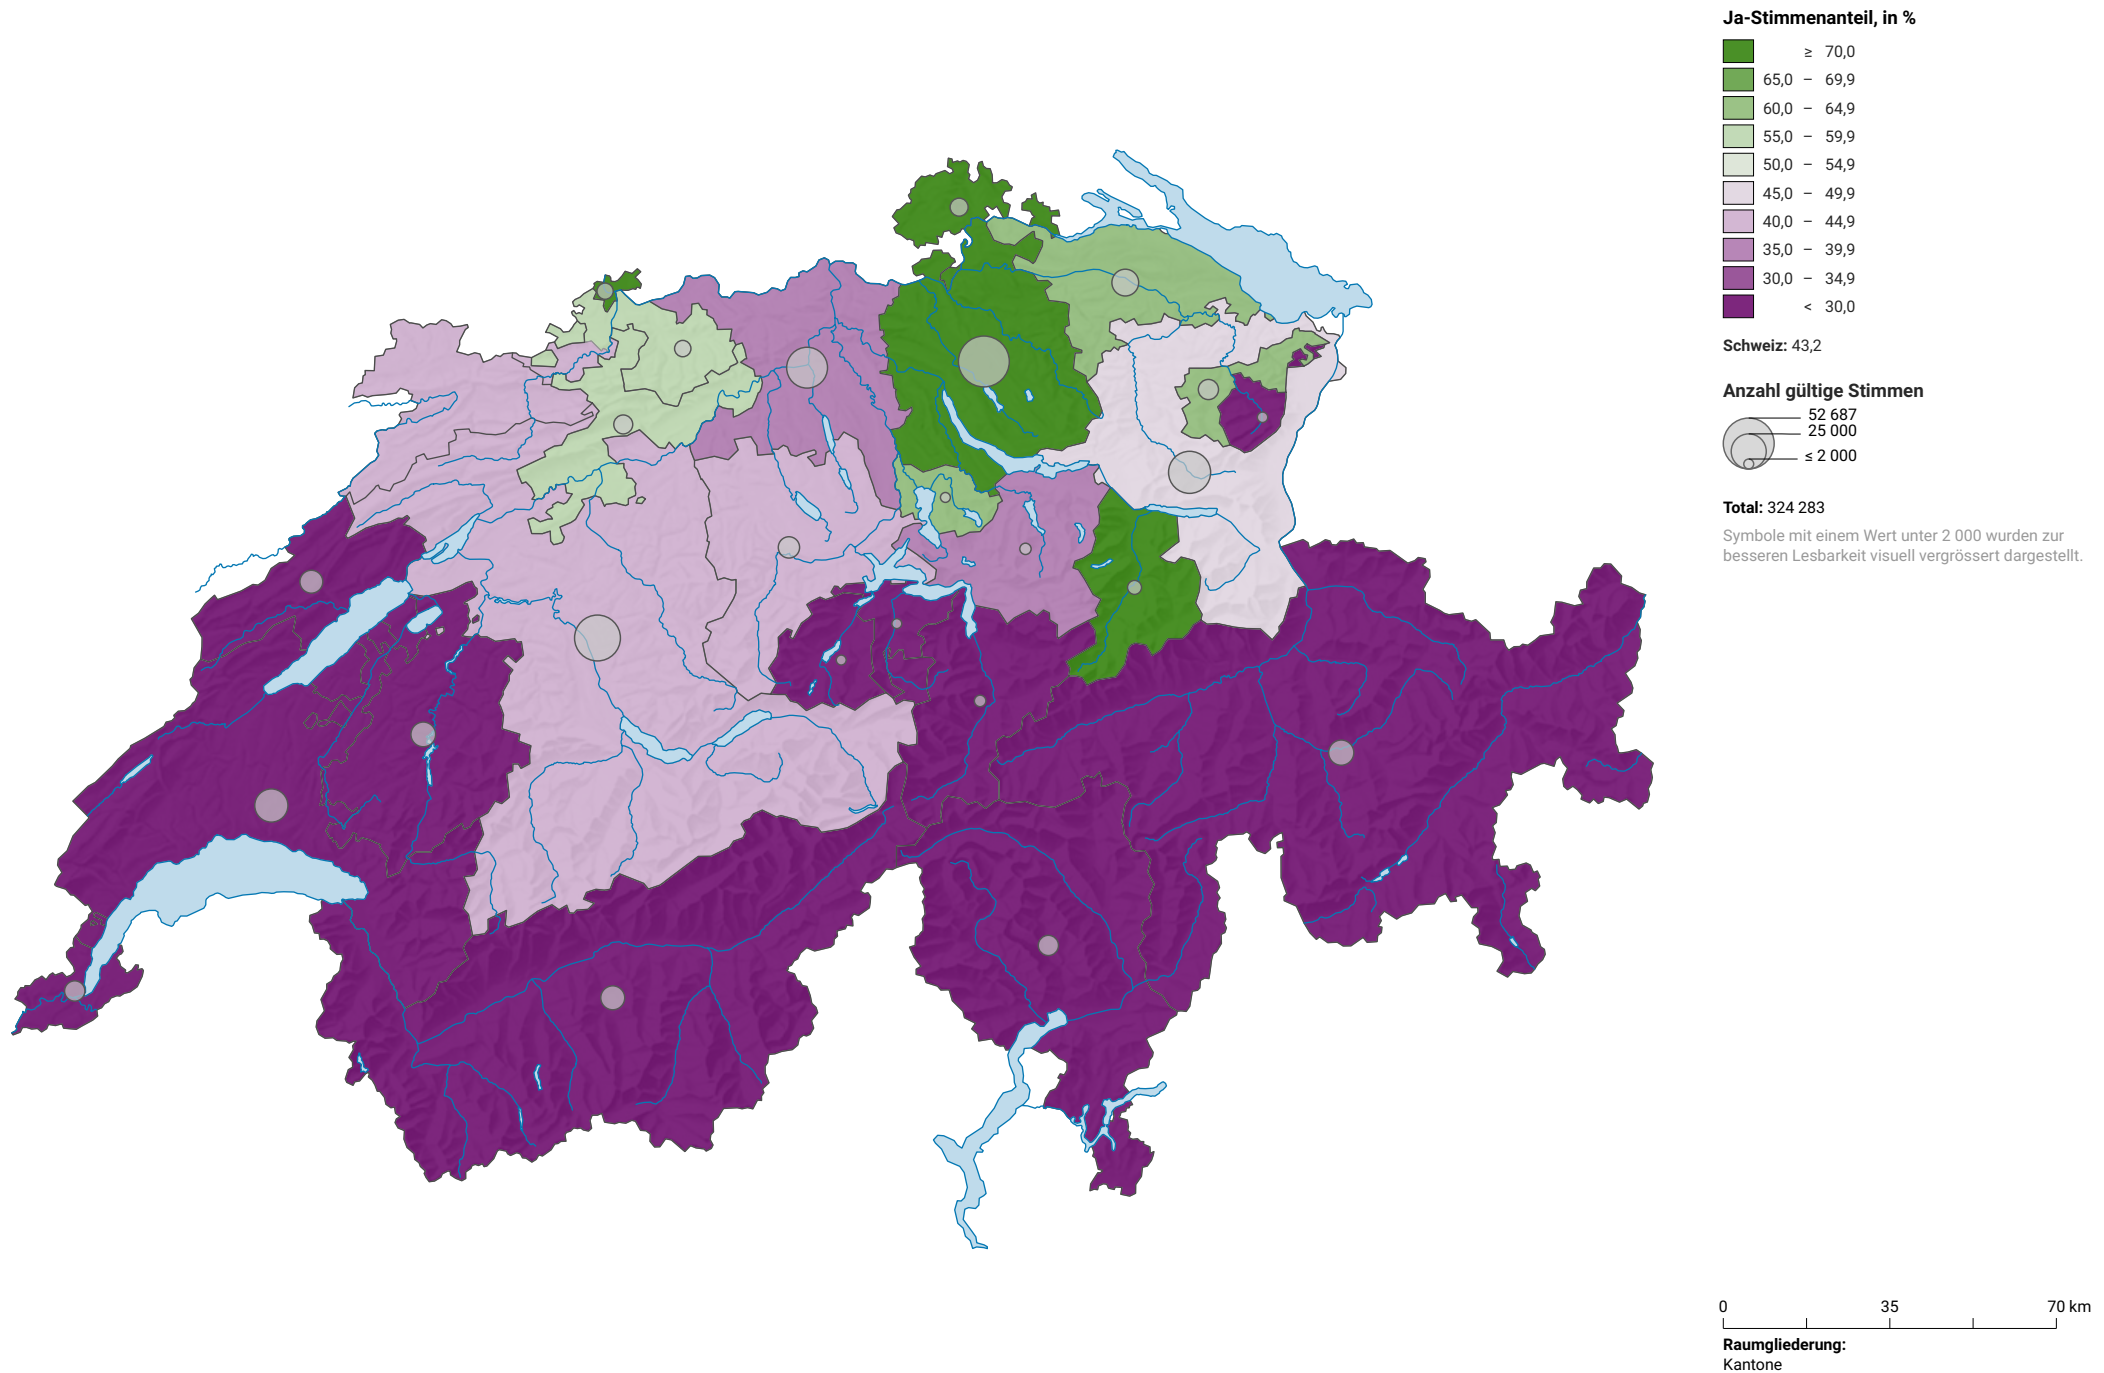 Ja-Stimmenanteil, in %
≥ 70,0
65,0 – 69,9
60,0 – 64,9
55,0 – 59,9
50,0 – 54,9
45,0 – 49,9
40,0 – 44,9
35,0 – 39,9
30,0 – 34,9
< 30,0
Schweiz: 43,2
Anzahl gültige Stimmen
52 687
25 000
≤ 2 000
Total: 324 283
Symbole mit einem Wert unter 2 000 wurden zur
besseren Lesbarkeit visuell vergrössert dargestellt.
0 35 70 km
Raumgliederung:
Kantone